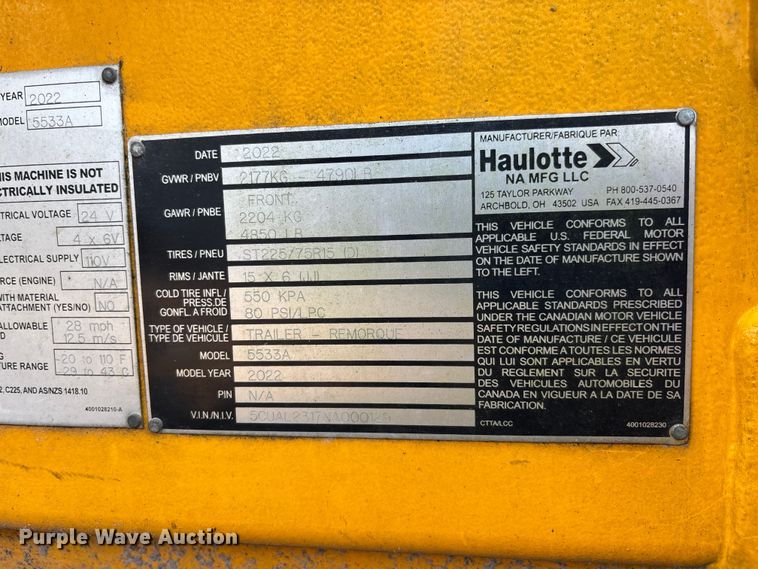 YEAR 2022
MODEL 5533A
THIS MACHINE IS NOT
ELECTRICALLY INSULATED
ELECTRICAL VOLTAGE 24 V
VOLTAGE 4 x 6V
ELECTRICAL SUPPLY 110V
FORCE (ENGINE) N/A
WITH MATERIAL
ATTACHMENT (YES/NO) NO
ALLOWABLE 28 mph
12.5 m/s
TURE RANGE -20 to 110 F
-29 to 43 C
2, C225, AND AS/NZS 1418.10
4001028210-A
DATE 2022
GVWR / PNBV 2177KG - 4790LB
GAWR / PNBE FRONT
2204 KG
4850 LB
TIRES / PNEU ST225/75R15 (D)
RIMS / JANTE 15 X 6 (JJ)
COLD TIRE INFL / PRESS.DE GONFL. A FROID 550 KPA
80 PSI/LPC
TYPE OF VEHICLE / TYPE DE VEHICULE TRAILER - REMORQUE
MODEL 5533A
MODEL YEAR 2022
PIN N/A
V.I.N./N.I.V.
MANUFACTURER/FABRIQUE PAR:
Haulotte
NA MFG LLC
125 TAYLOR PARKWAY PH 800-537-0540
ARCHBOLD, OH 43502 USA FAX 419-445-0367
THIS VEHICLE CONFORMS TO ALL
APPLICABLE U.S. FEDERAL MOTOR
VEHICLE SAFETY STANDARDS IN EFFECT
ON THE DATE OF MANUFACTURE SHOWN
TO THE LEFT.
THIS VEHICLE CONFORMS TO ALL
APPLICABLE STANDARDS PRESCRIBED
UNDER THE CANADIAN MOTOR VEHICLE
SAFETY REGULATIONS IN EFFECT ON THE
DATE OF MANUFACTURE / CE VEHICULE
EST CONFORME A TOUTES LES NORMES
QUI LUI SONT APPLICABLES EN VERTU
DU REGLEMENT SUR LA SECURITE
DES VEHICULES AUTOMOBILES DU
CANADA EN VIGUEUR A LA DATE DE SA
FABRICATION.
CTTA/LCC 4001028230
Purple Wave Auction